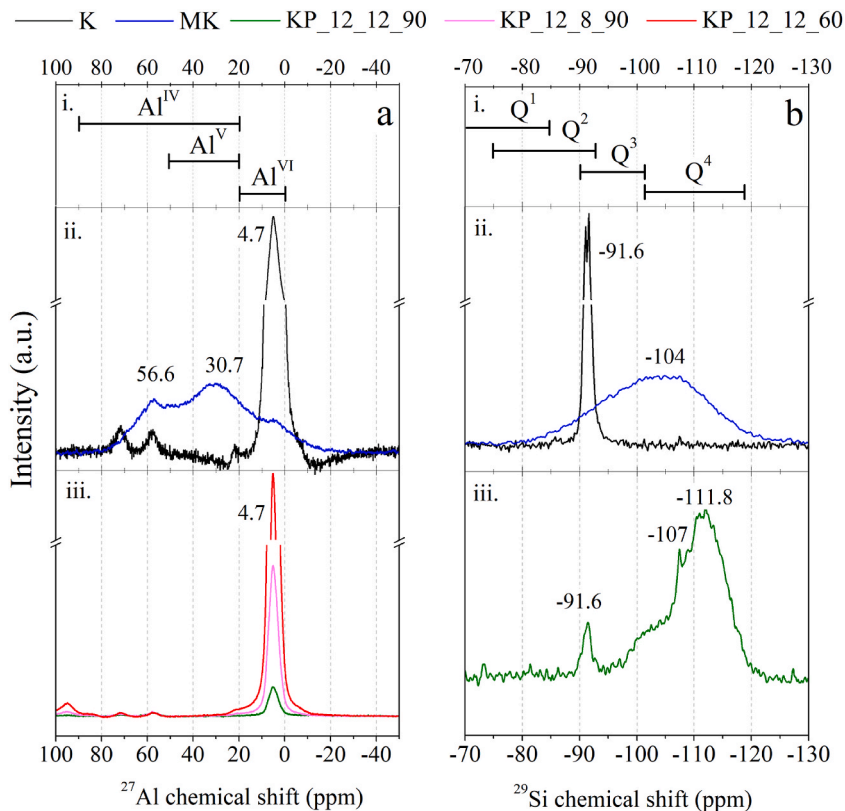 K MK KP_12_12_90 KP_12_8_90 KP_12_12_60
100 80 60 40 20 0 -20 -40
-70 -80 -90 -100 -110 -120 -130
i. Al^IV a
Al^V
Al^VI
i. Q^1 b
Q^2
Q^3
Q^4
ii.
4.7
56.6
30.7
ii.
-91.6
-104
iii.
4.7
iii.
-111.8
-107
-91.6
Intensity (a.u.)
100 80 60 40 20 0 -20 -40
-70 -80 -90 -100 -110 -120 -130
²⁷Al chemical shift (ppm)
²⁹Si chemical shift (ppm)